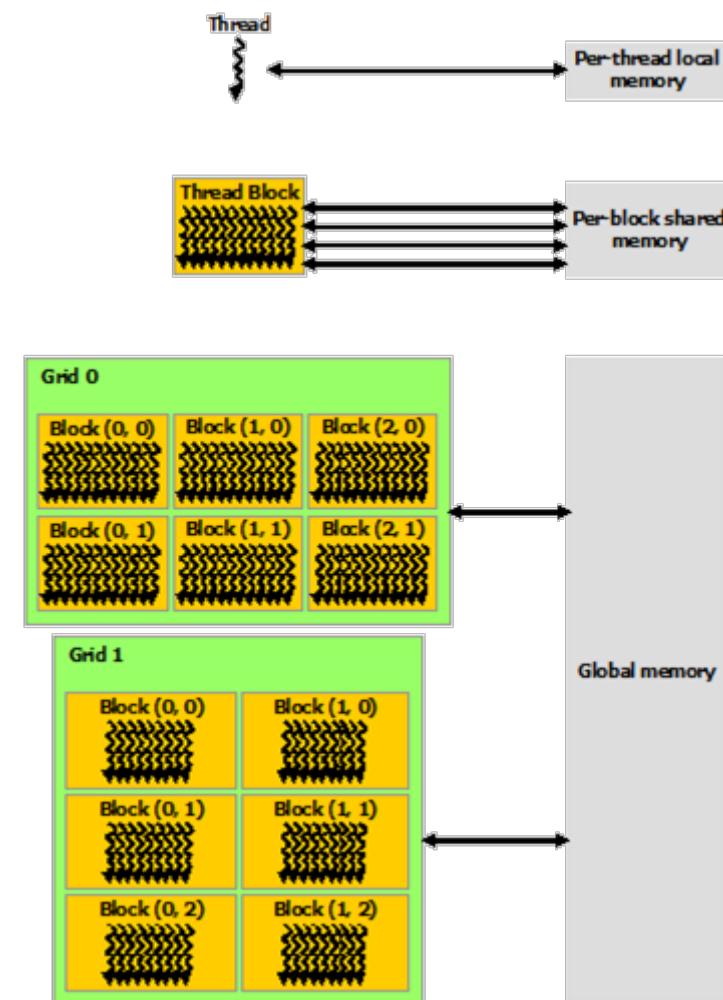 Thread
Per-thread local
memory
Thread Block
Per-block shared
memory
Grid 0
Block (0, 0)
Block (1, 0)
Block (2, 0)
Block (0, 1)
Block (1, 1)
Block (2, 1)
Global memory
Grid 1
Block (0, 0)
Block (1, 0)
Block (0, 1)
Block (1, 1)
Block (0, 2)
Block (1, 2)